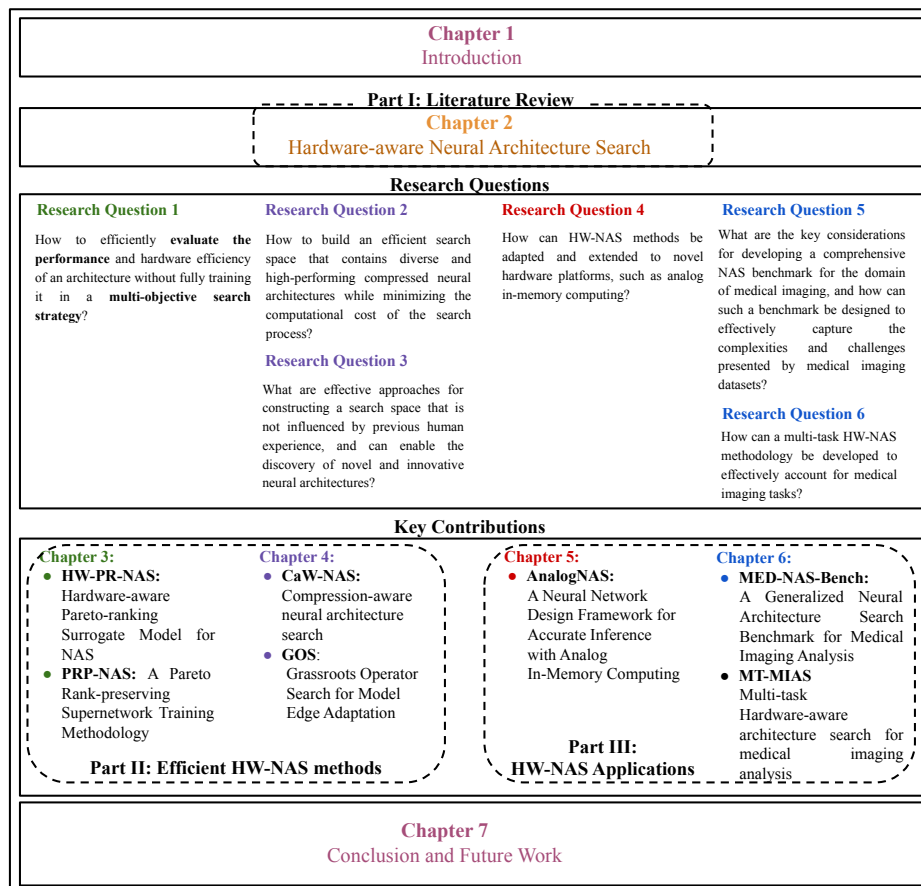 Chapter 1
Introduction
Part I: Literature Review
Chapter 2
Hardware-aware Neural Architecture Search
Research Questions
Research Question 1
How to efficiently evaluate the
performance and hardware efficiency
of an architecture without fully training
it in a multi-objective search
strategy?
Research Question 2
How to build an efficient search
space that contains diverse and
high-performing compressed neural
architectures while minimizing the
computational cost of the search
process?
Research Question 3
What are effective approaches for
constructing a search space that is
not influenced by previous human
experience, and can enable the
discovery of novel and innovative
neural architectures?
Research Question 4
How can HW-NAS methods be
adapted and extended to novel
hardware platforms, such as analog
in-memory computing?
Research Question 5
What are the key considerations
for developing a comprehensive
NAS benchmark for the domain
of medical imaging, and how can
such a benchmark be designed to
effectively capture the
complexities and challenges
presented by medical imaging
datasets?
Research Question 6
How can a multi-task HW-NAS
methodology be developed to
effectively account for medical
imaging tasks?
Key Contributions
Chapter 3:
● HW-PR-NAS:
Hardware-aware
Pareto-ranking
Surrogate Model for
NAS
● PRP-NAS: A Pareto
Rank-preserving
Supernetwork Training
Methodology
Chapter 4:
● CaW-NAS:
Compression-aware
neural architecture
search
● GOS:
Grassroots Operator
Search for Model
Edge Adaptation
Part II: Efficient HW-NAS methods
Chapter 5:
● AnalogNAS:
A Neural Network
Design Framework for
Accurate Inference
with Analog
In-Memory Computing
Chapter 6:
● MED-NAS-Bench:
A Generalized Neural
Architecture Search
Benchmark for Medical
Imaging Analysis
● MT-MIAS
Multi-task
Hardware-aware
architecture search for
medical imaging
analysis
Part III:
HW-NAS Applications
Chapter 7
Conclusion and Future Work